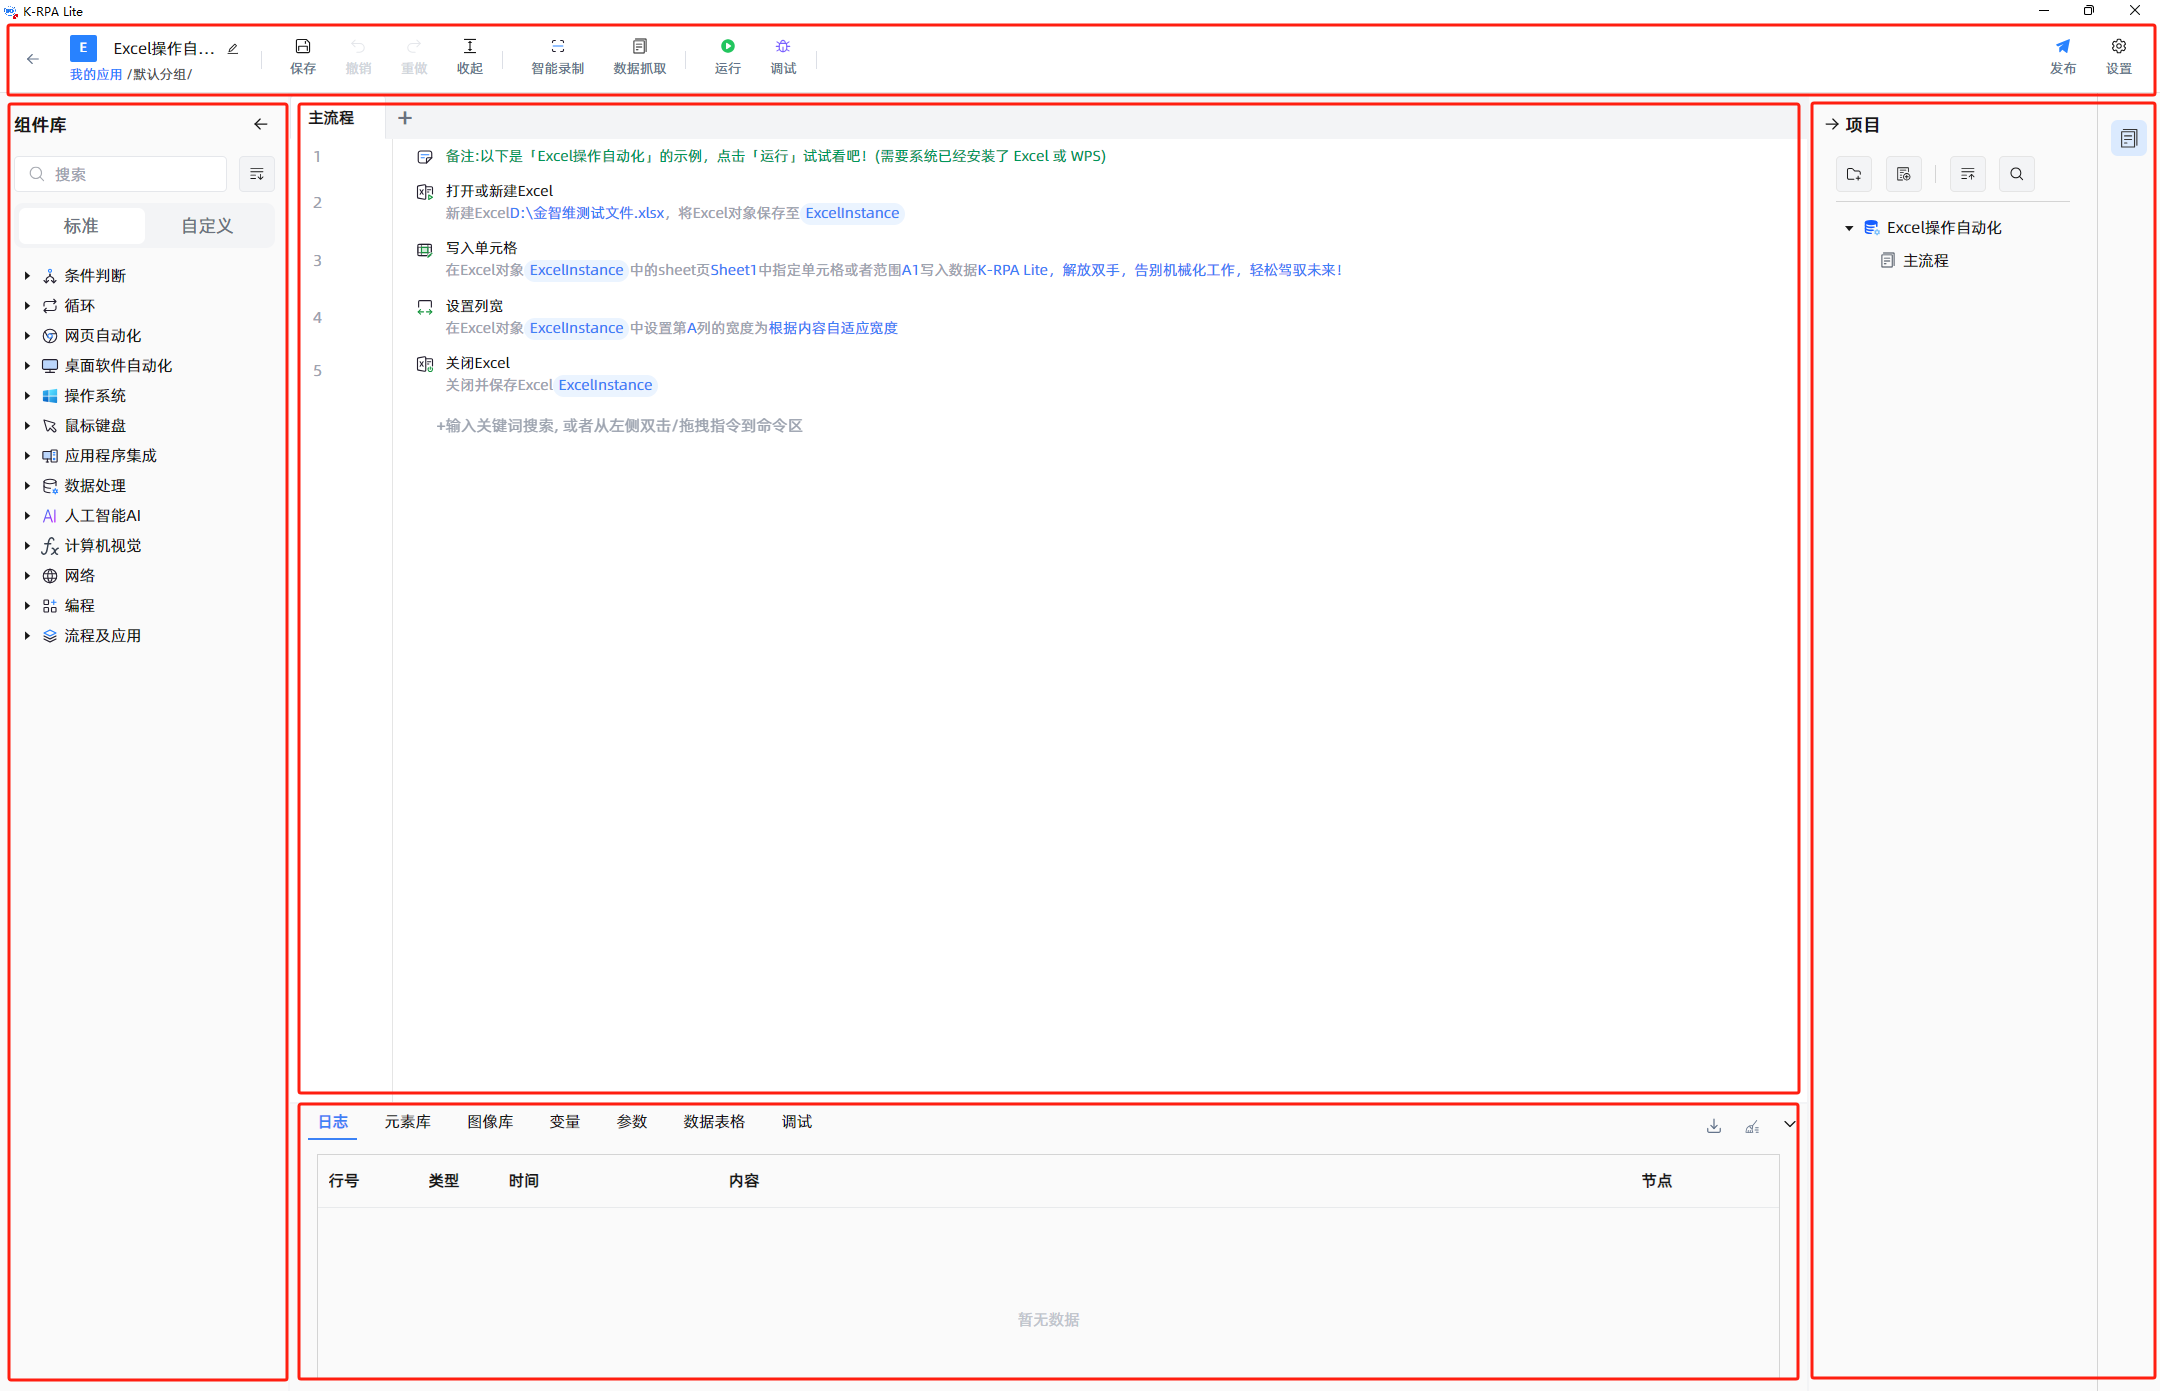 K-RPA Lite
E
Excel操作自...
我的应用 /默认分组/
保存
撤销
重做
收起
智能录制
数据抓取
运行
调试
发布
设置
组件库
搜索
标准
自定义
条件判断
循环
网页自动化
桌面软件自动化
操作系统
鼠标键盘
应用程序集成
数据处理
AI 人工智能AI
计算机视觉
网络
编程
流程及应用
主流程
1 备注:以下是「Excel操作自动化」的示例，点击「运行」试试看吧！(需要系统已经安装了 Excel 或 WPS)
2 打开或新建Excel
新建ExcelD:\金智维测试文件.xlsx，将Excel对象保存至 ExcelInstance
3 写入单元格
在Excel对象 ExcelInstance 中的sheet页Sheet1中指定单元格或者范围A1写入数据K-RPA Lite，解放双手，告别机械化工作，轻松驾驭未来！
4 设置列宽
在Excel对象 ExcelInstance 中设置第A列的宽度为根据内容自适应宽度
5 关闭Excel
关闭并保存Excel ExcelInstance
+输入关键词搜索, 或者从左侧双击/拖拽指令到命令区
日志 元素库 图像库 变量 参数 数据表格 调试
行号 类型 时间 内容 节点
暂无数据
项目
Excel操作自动化
主流程